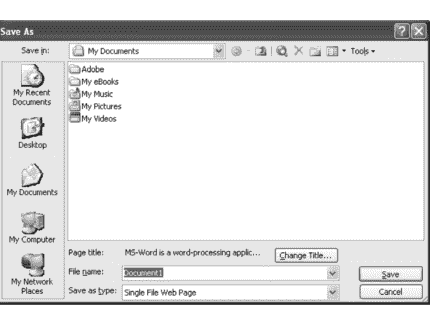 Save As
Save in: My Documents Tools
Adobe
My eBooks
My Music
My Pictures
My Videos
My Recent
Documents
Desktop
My Documents
My Computer
My Network
Places
Page title: MS-Word is a word-processing applic... Change Title...
File name: Document1 Save
Save as type: Single File Web Page Cancel